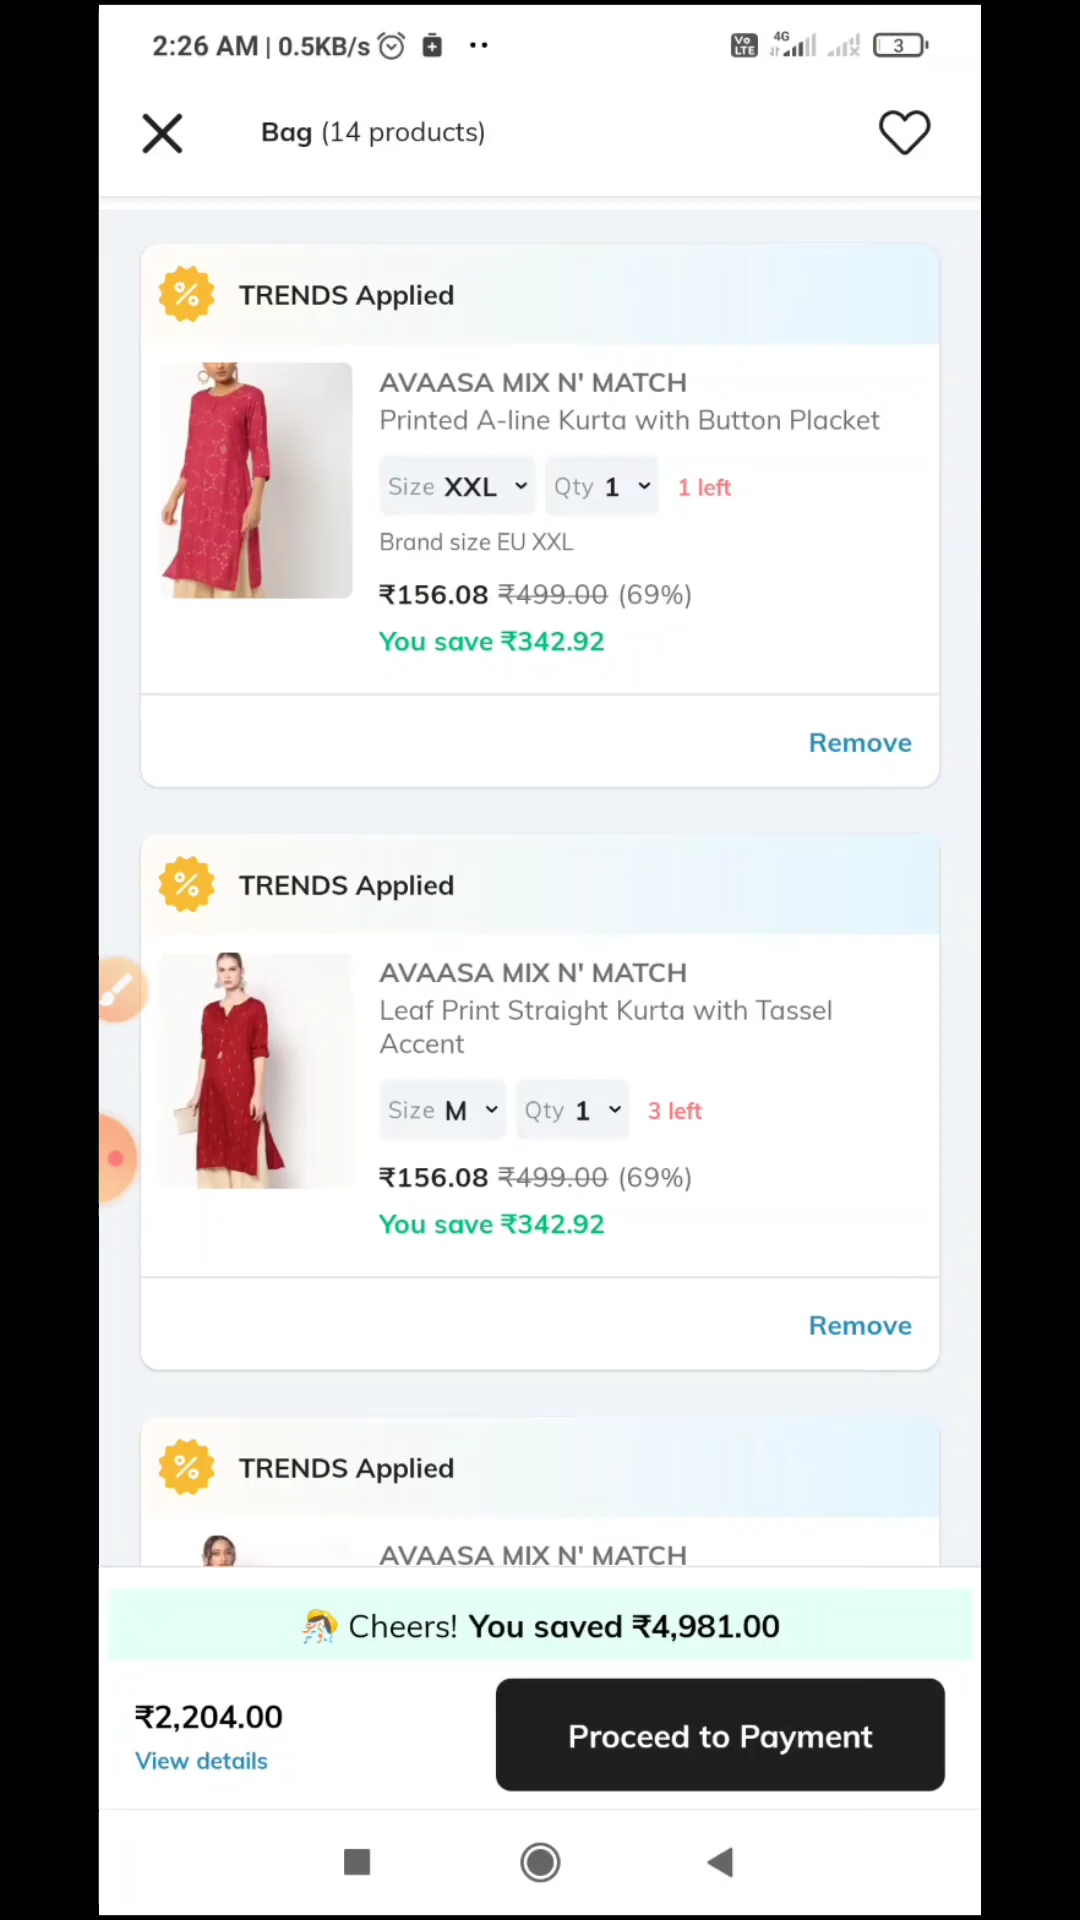 2:26 AM | 0.5KB/s
Vo LTE 4G 3
Bag (14 products)
TRENDS Applied
AVAASA MIX N' MATCH
Printed A-line Kurta with Button Placket
Size XXL Qty 1 1 left
Brand size EU XXL
₹156.08 ₹499.00 (69%)
You save ₹342.92
Remove
TRENDS Applied
AVAASA MIX N' MATCH
Leaf Print Straight Kurta with Tassel
Accent
Size M Qty 1 3 left
₹156.08 ₹499.00 (69%)
You save ₹342.92
Remove
TRENDS Applied
AVAASA MIX N' MATCH
Cheers! You saved ₹4,981.00
₹2,204.00
View details
Proceed to Payment